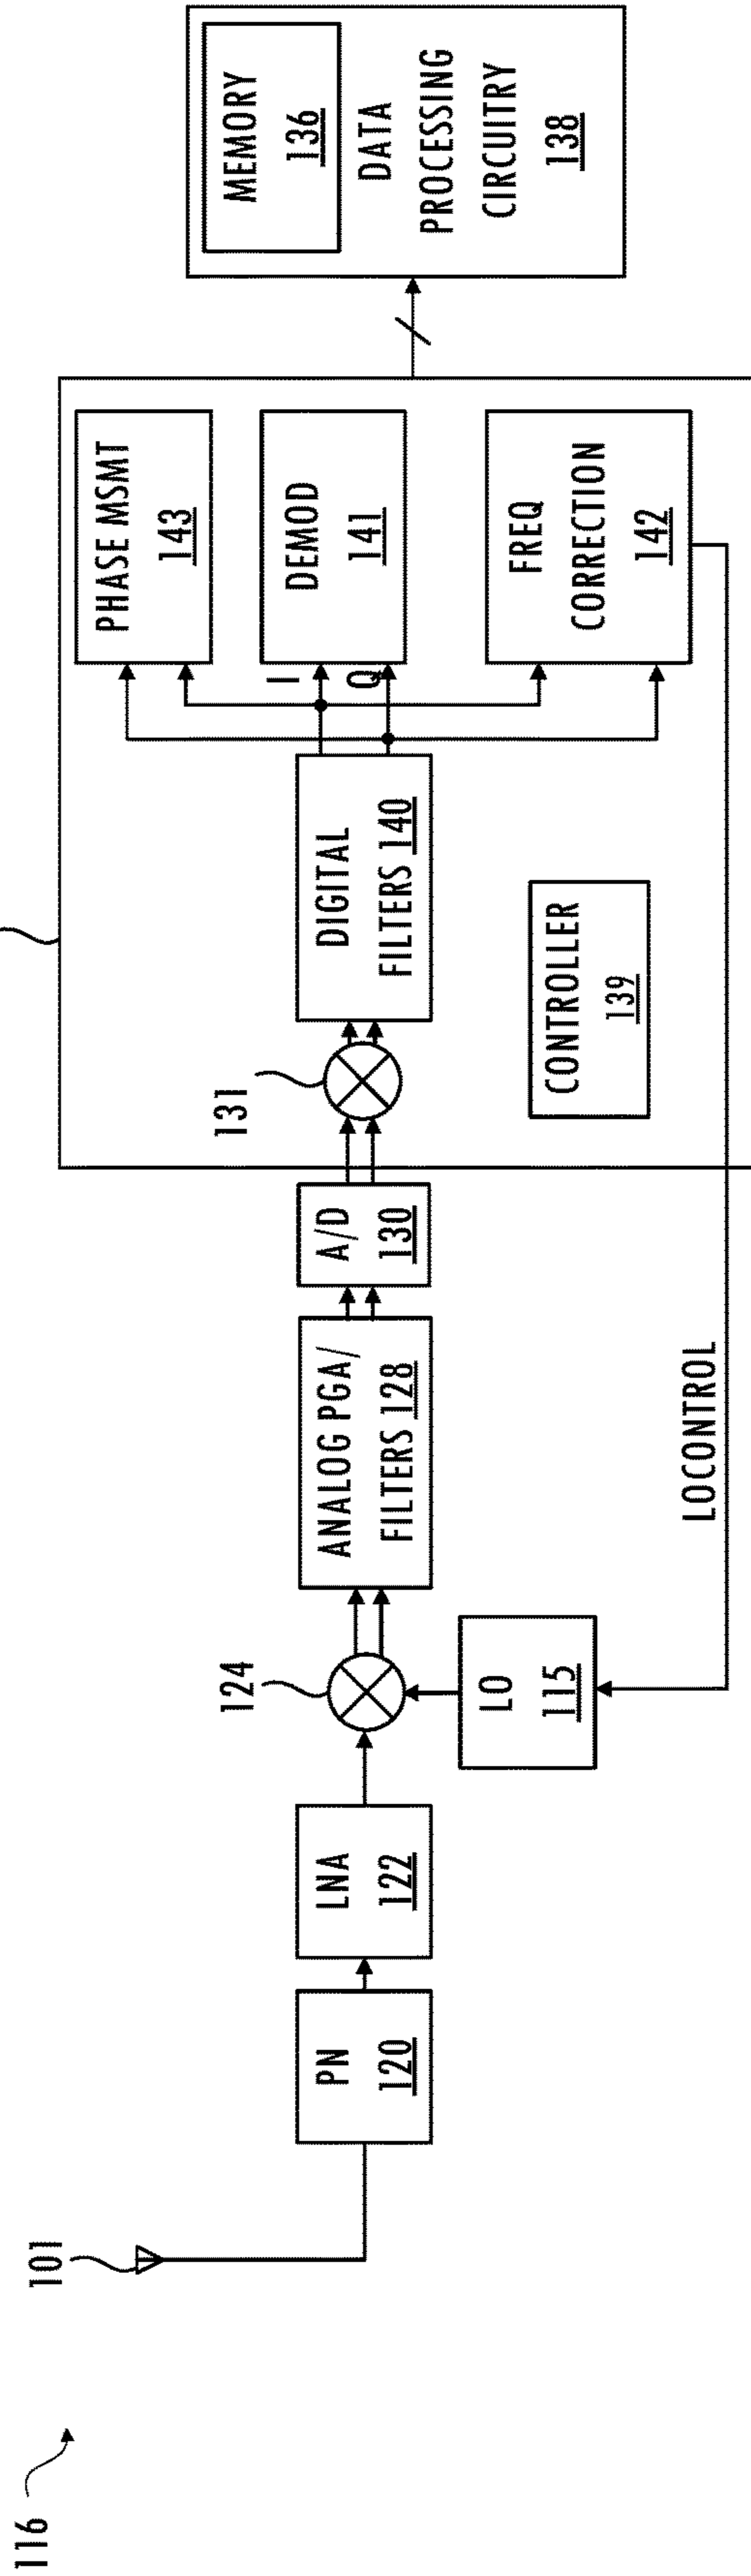 116
101
PN
120
LNA
122
124
LO
115
LOCONTROL
ANALOG PGA/
FILTERS 128
A/D
130
131
DIGITAL
FILTERS 140
CONTROLLER
139
I
Q
PHASE MSMT
143
DEMOD
141
FREQ
CORRECTION
142
MEMORY
136
DATA
PROCESSING
CIRCUITRY
138